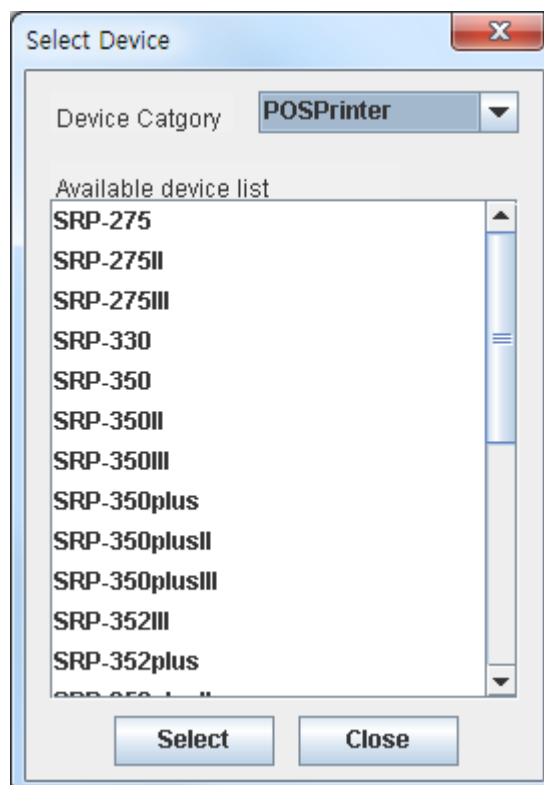 Select Device
Device Catgory POSPrinter
Available device list
SRP-275
SRP-275II
SRP-275III
SRP-330
SRP-350
SRP-350II
SRP-350III
SRP-350plus
SRP-350plusII
SRP-350plusIII
SRP-352III
SRP-352plus
Select Close